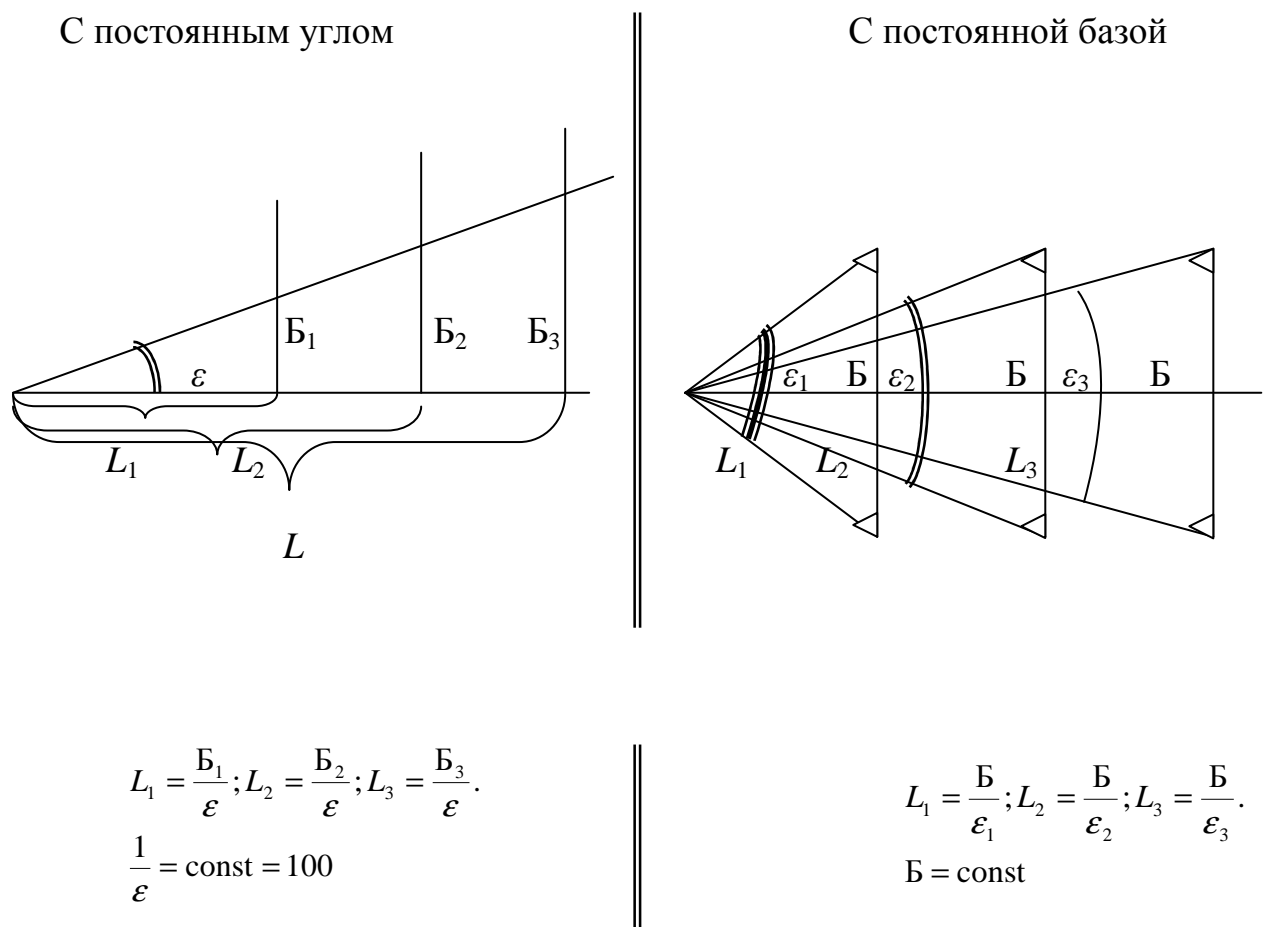 С постоянным углом
Б₁ Б₂ Б₃
ε
L₁ L₂
L
L₁ = Б₁/ε; L₂ = Б₂/ε; L₃ = Б₃/ε.
1/ε = const = 100
С постоянной базой
ε₁ Б ε₂ Б ε₃ Б
L₁ L₂ L₃
L₁ = Б/ε₁; L₂ = Б/ε₂; L₃ = Б/ε₃.
Б = const